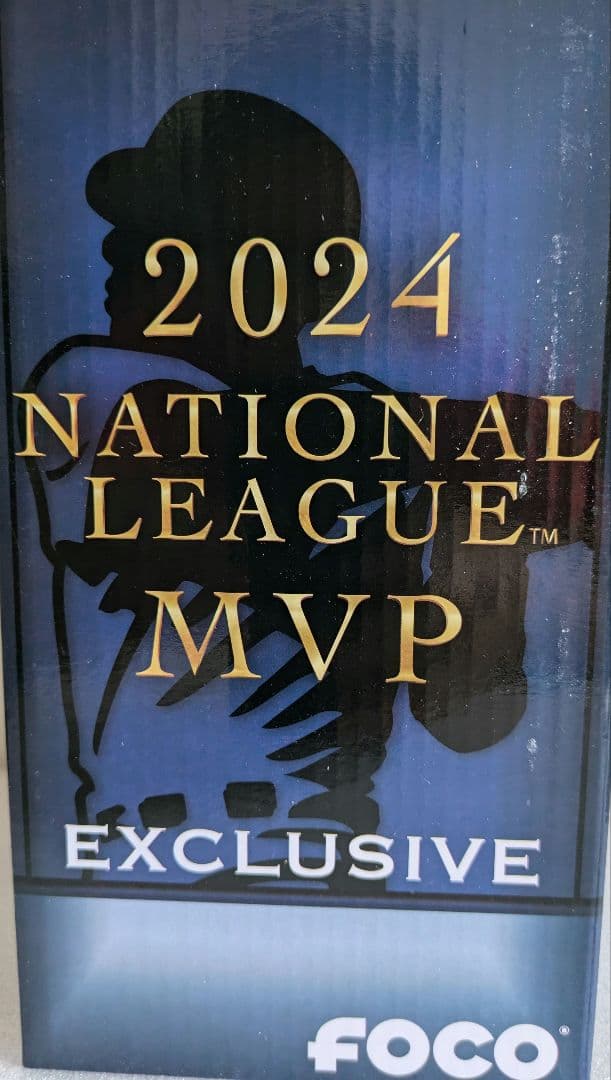 2024
NATIONAL
LEAGUE™
MVP
EXCLUSIVE
FOCO®